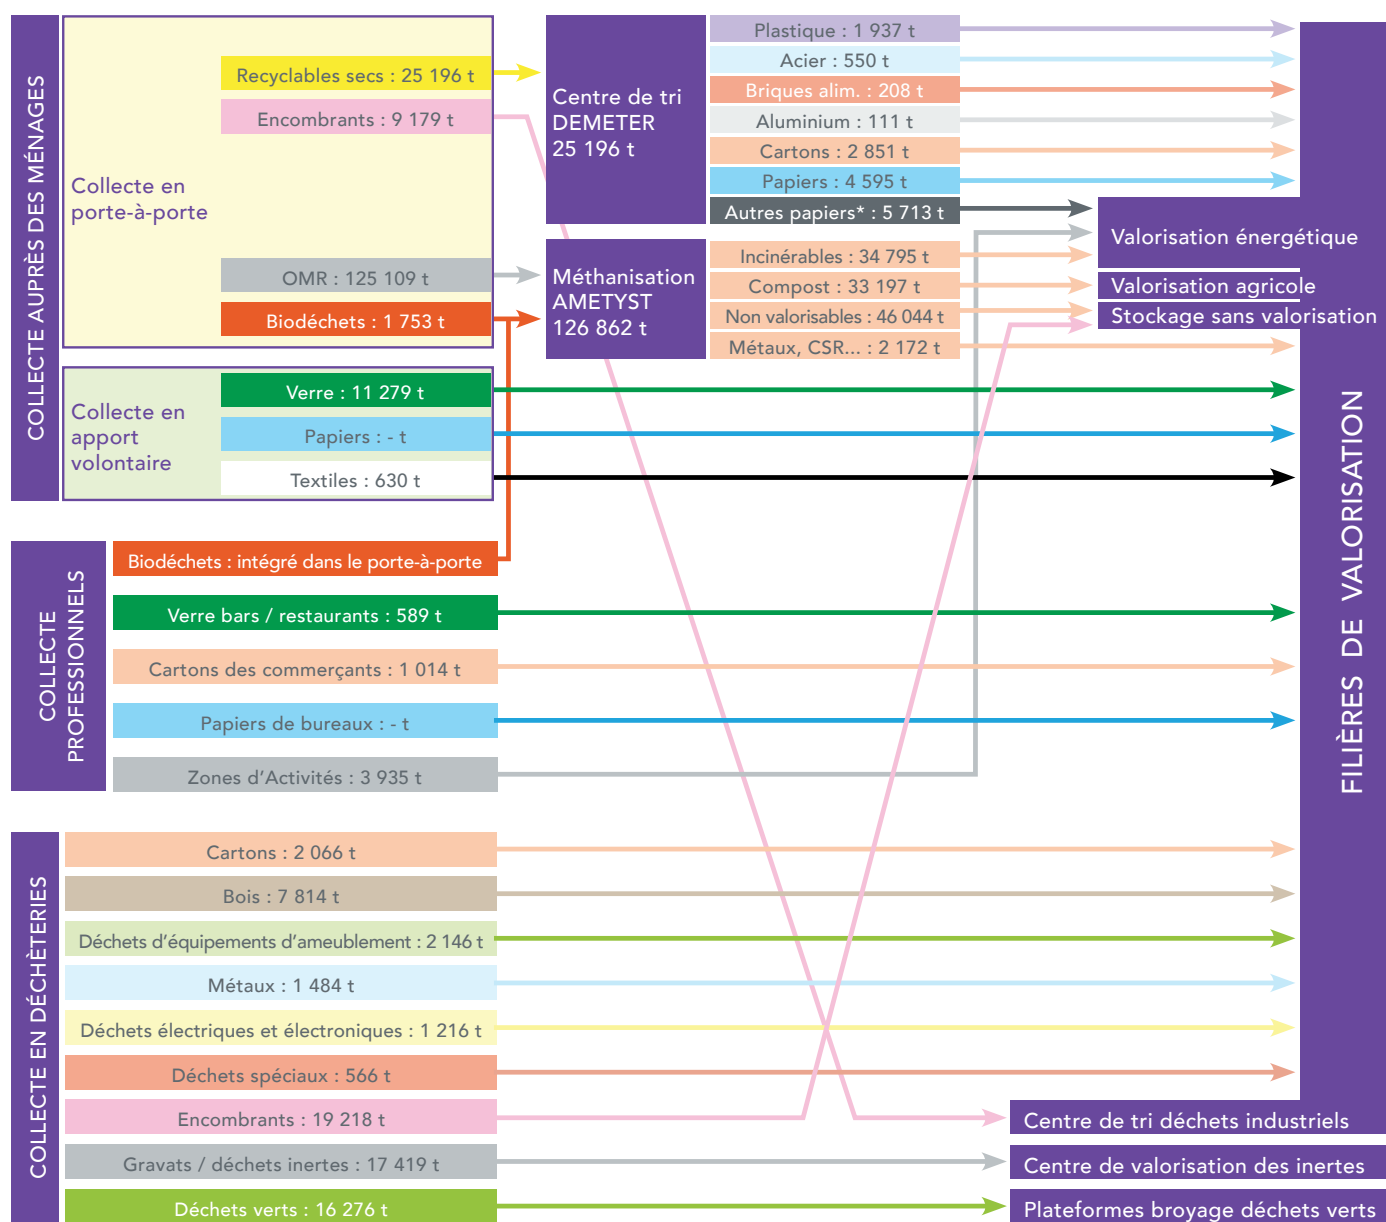 COLLECTE AUPRÈS DES MÉNAGES
Collecte en
porte-à-porte
Recyclables secs : 25 196 t
Encombrants : 9 179 t
OMR : 125 109 t
Biodéchets : 1 753 t
Collecte en
apport
volontaire
Verre : 11 279 t
Papiers : - t
Textiles : 630 t
Centre de tri
DEMETER
25 196 t
Plastique : 1 937 t
Acier : 550 t
Briques alim. : 208 t
Aluminium : 111 t
Cartons : 2 851 t
Papiers : 4 595 t
Autres papiers* : 5 713 t
Méthanisation
AMETYST
126 862 t
Incinérables : 34 795 t
Compost : 33 197 t
Non valorisables : 46 044 t
Métaux, CSR... : 2 172 t
Valorisation énergétique
Valorisation agricole
Stockage sans valorisation
FILIÈRES DE VALORISATION
COLLECTE
PROFESSIONNELS
Biodéchets : intégré dans le porte-à-porte
Verre bars / restaurants : 589 t
Cartons des commerçants : 1 014 t
Papiers de bureaux : - t
Zones d'Activités : 3 935 t
COLLECTE EN DÉCHÈTERIES
Cartons : 2 066 t
Bois : 7 814 t
Déchets d'équipements d'ameublement : 2 146 t
Métaux : 1 484 t
Déchets électriques et électroniques : 1 216 t
Déchets spéciaux : 566 t
Encombrants : 19 218 t
Gravats / déchets inertes : 17 419 t
Déchets verts : 16 276 t
Centre de tri déchets industriels
Centre de valorisation des inertes
Plateformes broyage déchets verts